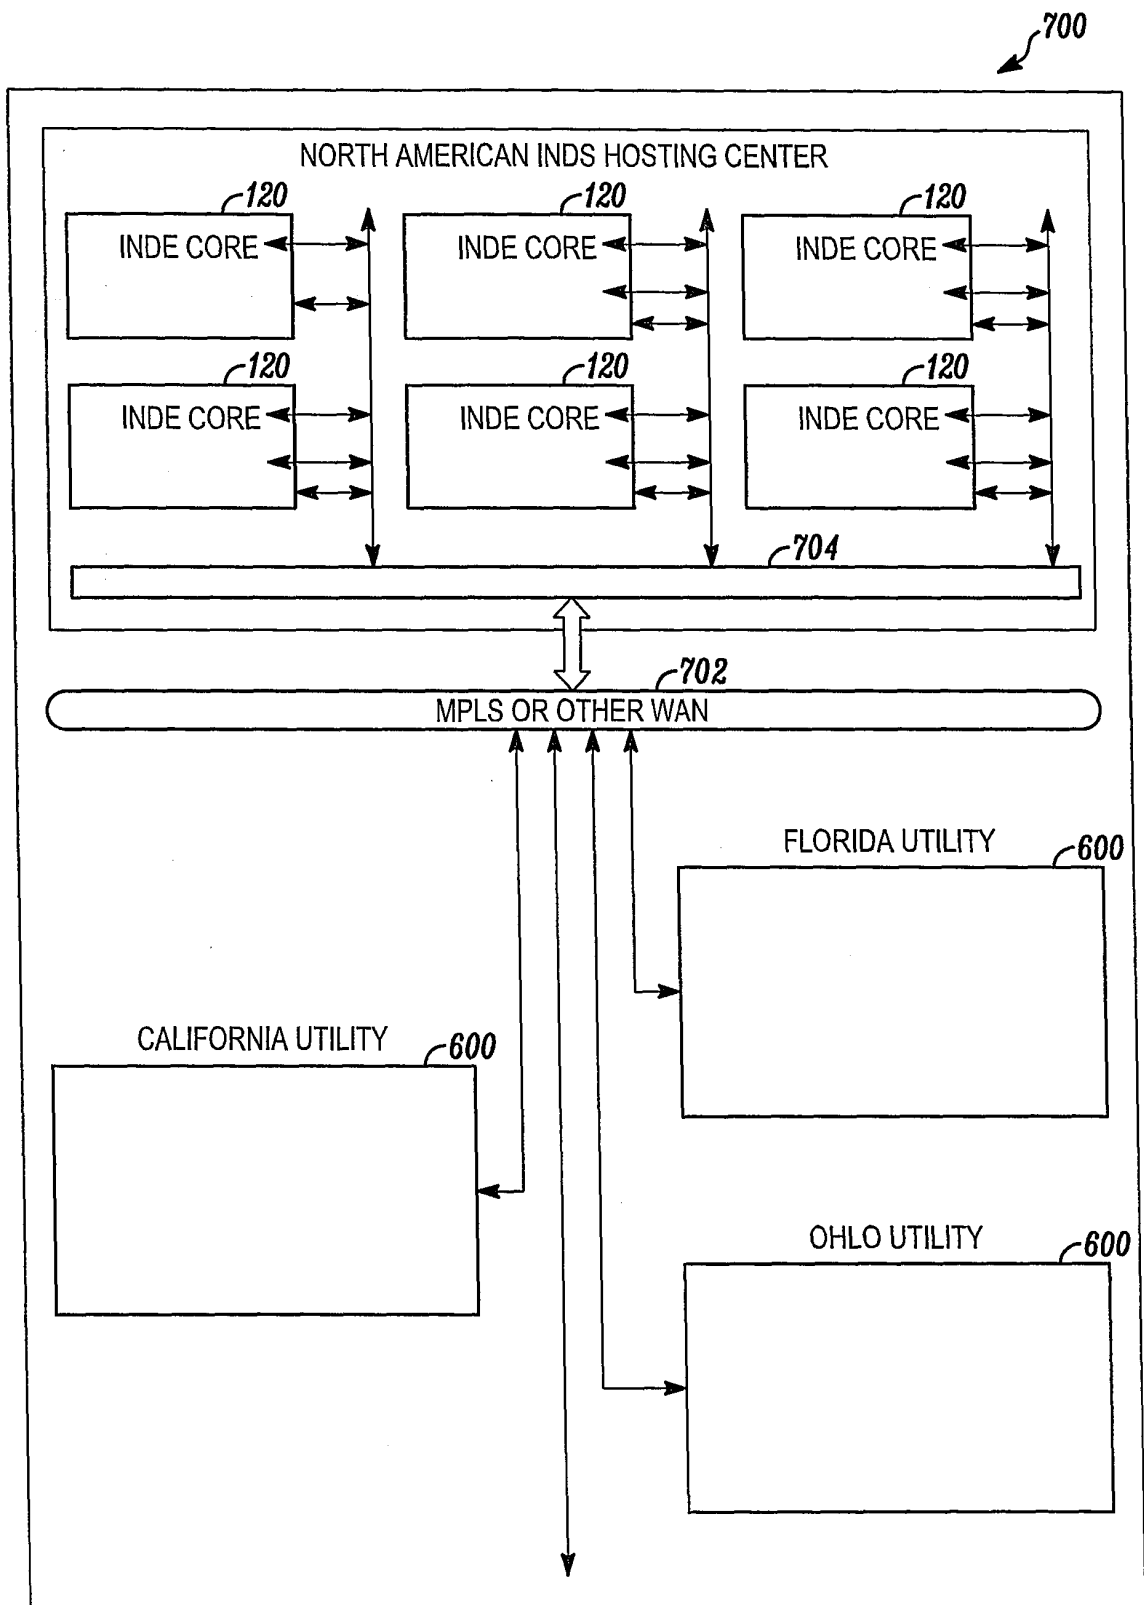 700
NORTH AMERICAN INDS HOSTING CENTER
120
120
120
INDE CORE
INDE CORE
INDE CORE
120
120
120
INDE CORE
INDE CORE
INDE CORE
704
702
MPLS OR OTHER WAN
FLORIDA UTILITY
600
CALIFORNIA UTILITY
600
OHLO UTILITY
600